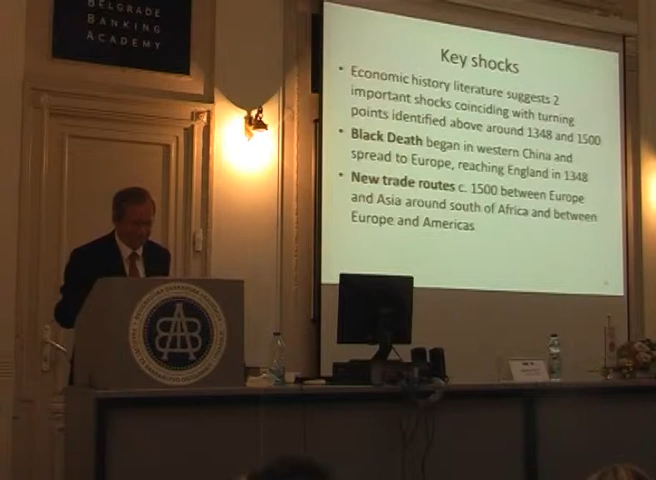 BELGRADE
BANKING
ACADEMY
Key shocks
• Economic history literature suggests 2
important shocks coinciding with turning
points identified above around 1348 and 1500
• Black Death began in western China and
spread to Europe, reaching England in 1348
• New trade routes c. 1500 between Europe
and Asia around south of Africa and between
Europe and Americas